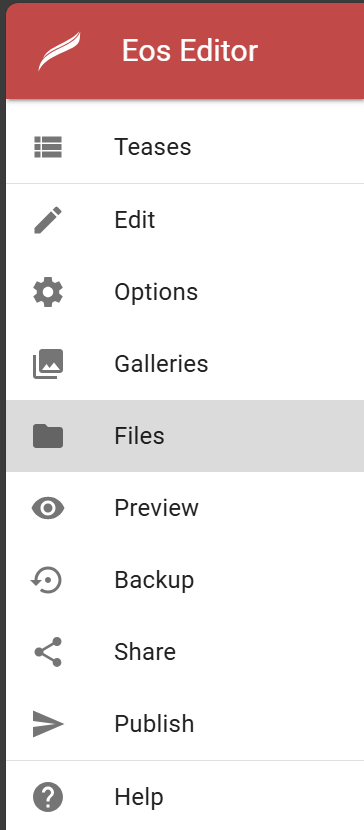 Eos Editor
Teases
Edit
Options
Galleries
Files
Preview
Backup
Share
Publish
Help